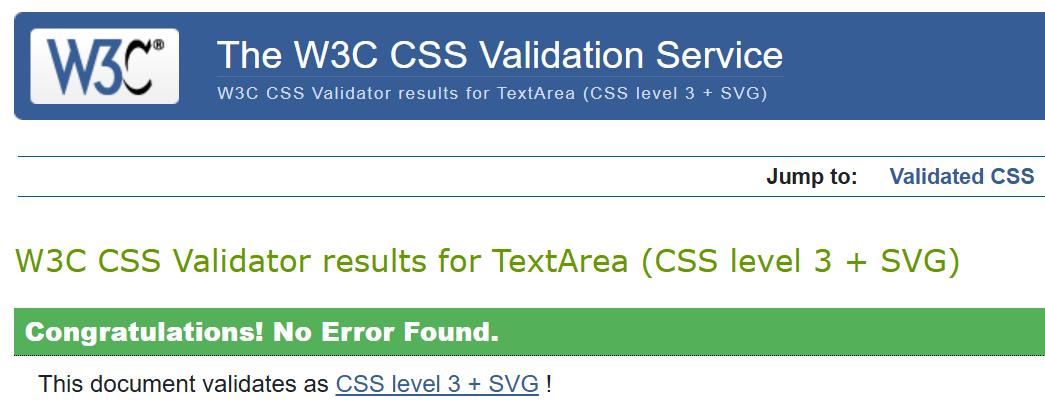 W3C®
The W3C CSS Validation Service
W3C CSS Validator results for TextArea (CSS level 3 + SVG)
Jump to: Validated CSS
W3C CSS Validator results for TextArea (CSS level 3 + SVG)
Congratulations! No Error Found.
This document validates as CSS level 3 + SVG !